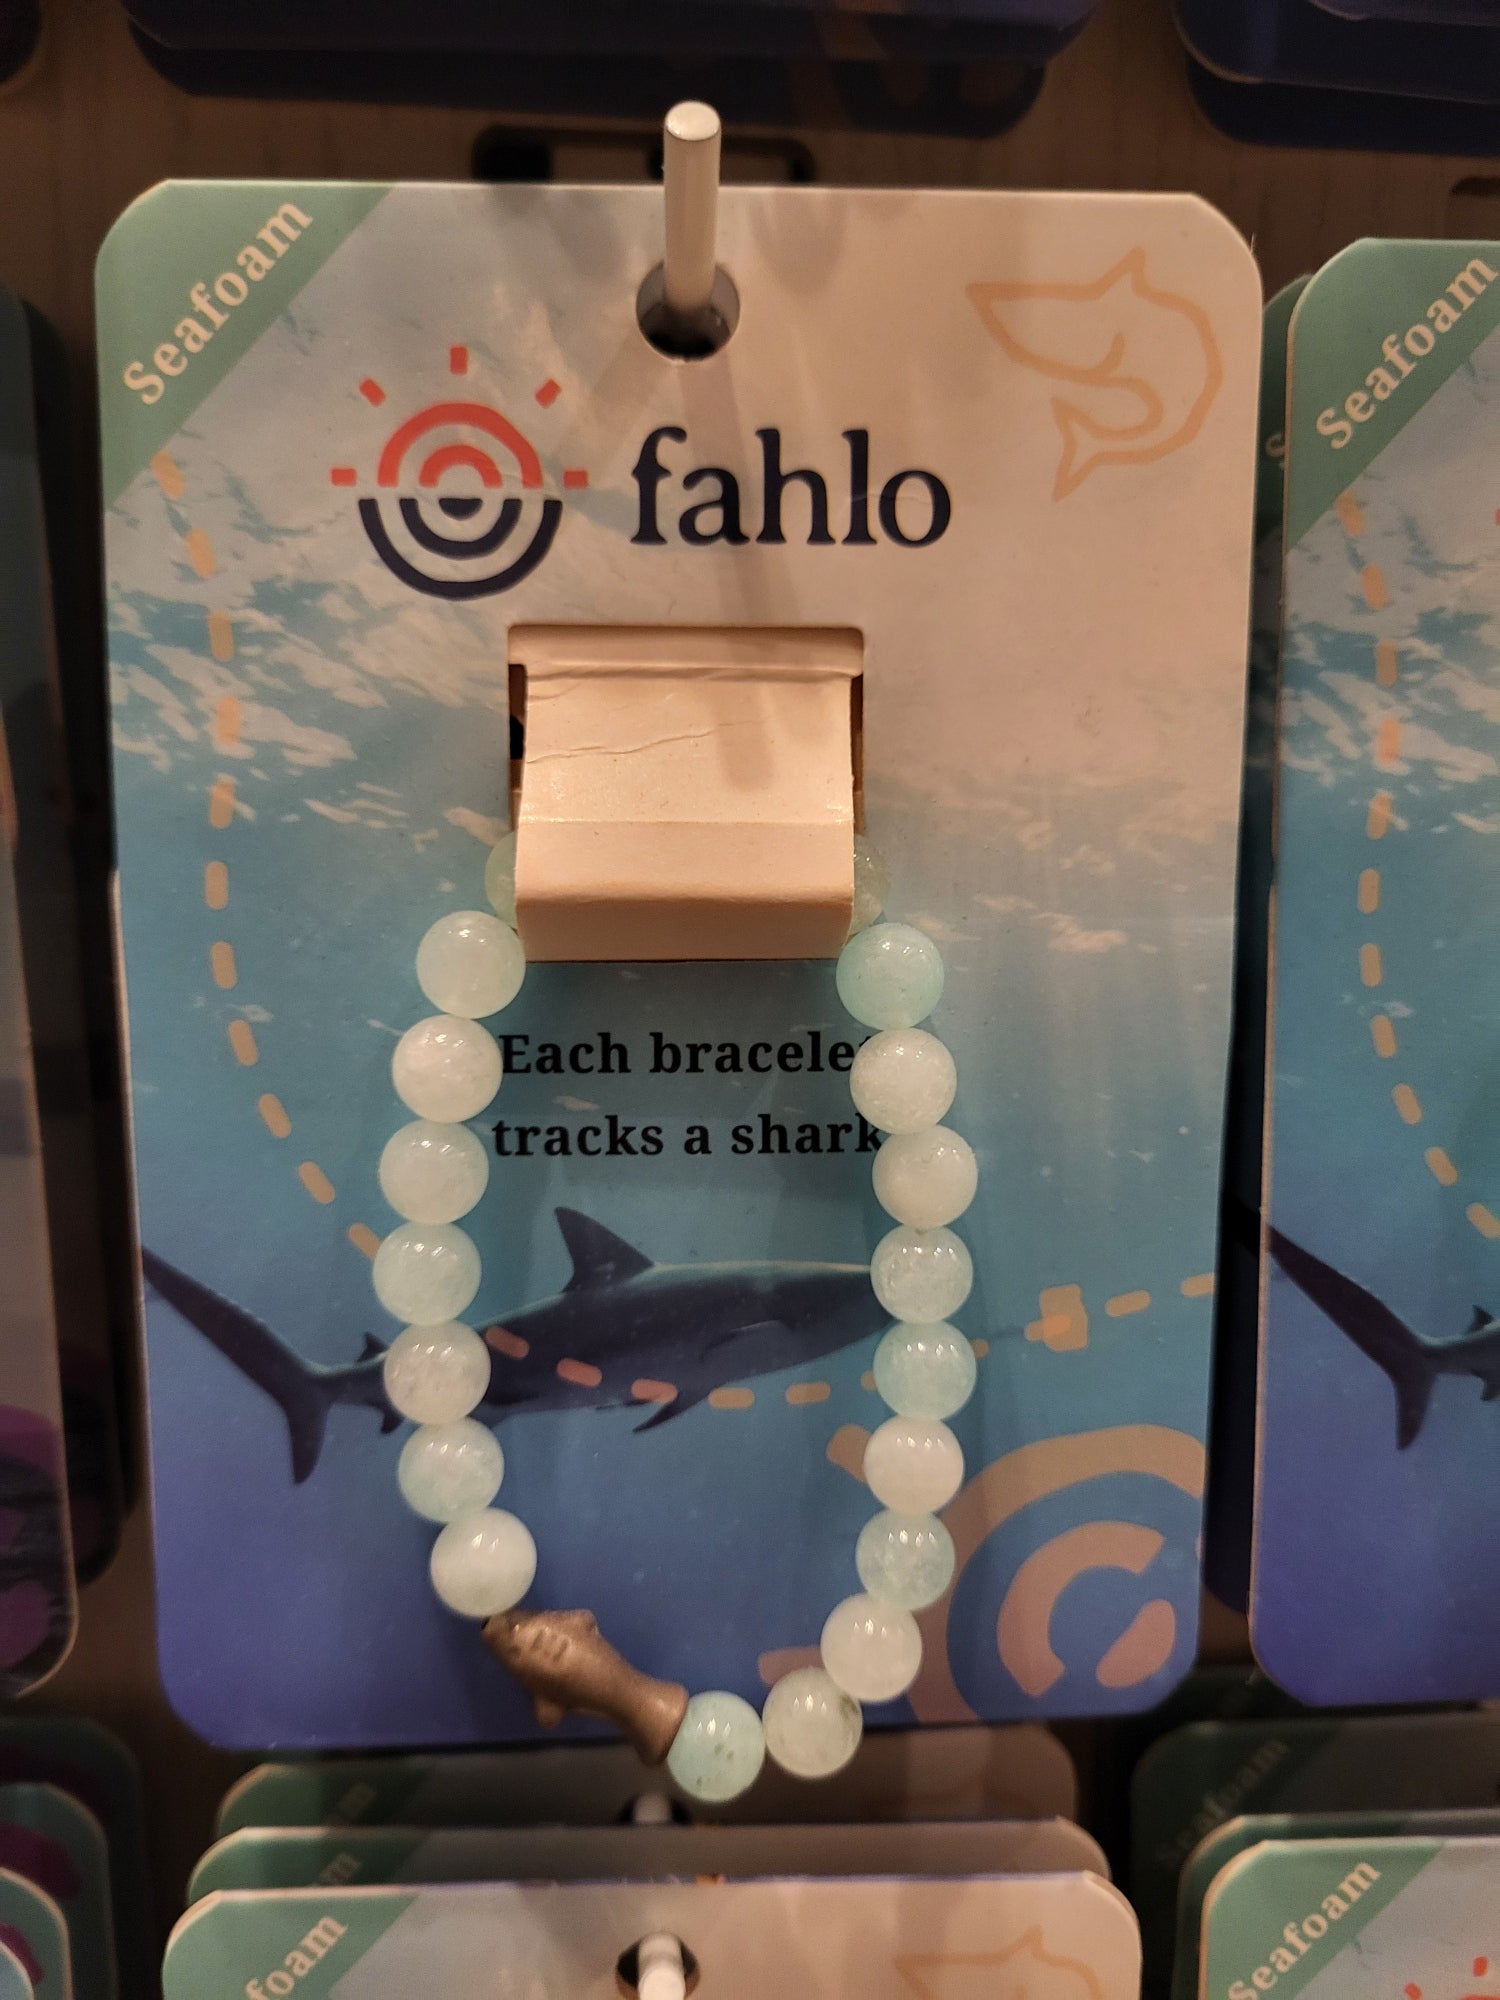 Seafoam
fahlo
Each bracelet
tracks a shark
Seafoam
Seafoam